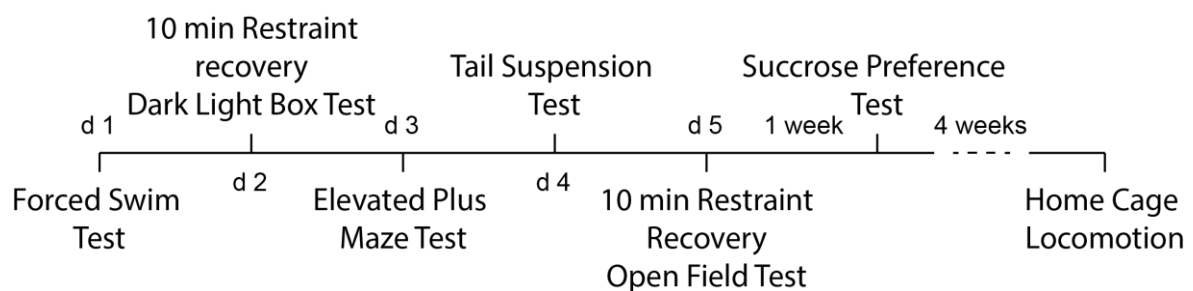 10 min Restraint
recovery
Dark Light Box Test
Tail Suspension
Test
Succrose Preference
Test
d 1
d 3
d 5
1 week
4 weeks
d 2
d 4
Forced Swim
Test
Elevated Plus
Maze Test
10 min Restraint
Recovery
Open Field Test
Home Cage
Locomotion